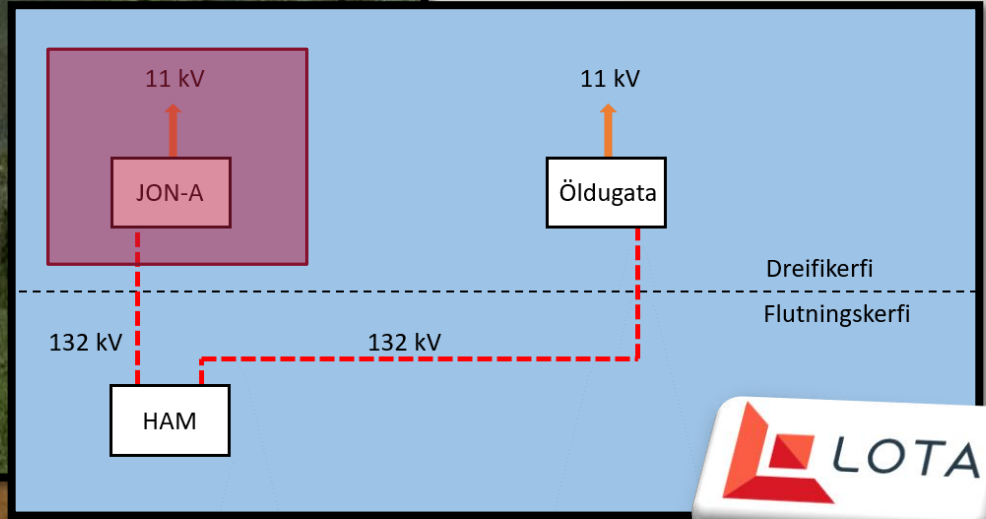 11 kV
11 kV
JON-A
Öldugata
Dreifikerfi
Flutningskerfi
132 kV
132 kV
HAM
LOTA